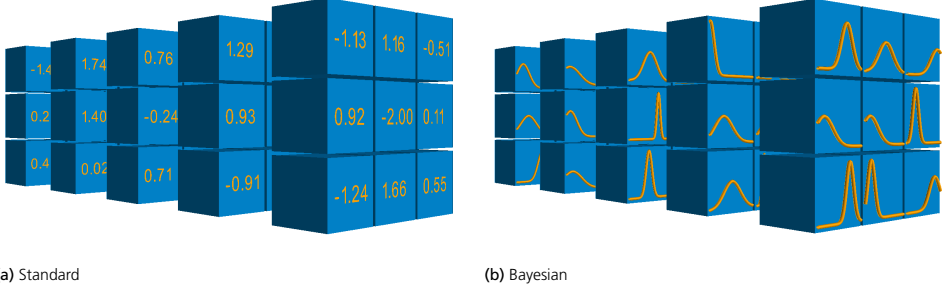 -1.4 1.74 0.76 1.29 -1.13 1.16 -0.51
0.2 1.40 -0.24 0.93 0.92 -2.00 0.11
0.4 0.02 0.71 -0.91 -1.24 1.66 0.55
a) Standard
(b) Bayesian